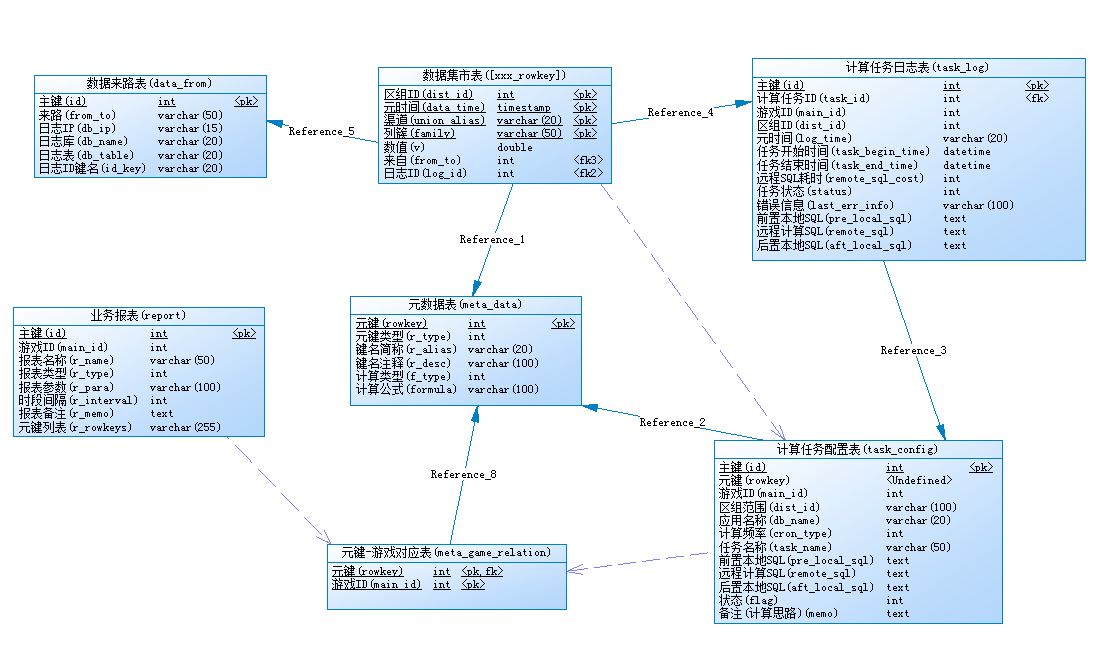 数据来路表(data_from)
主键(id) int <pk>
来路(from_to) varchar(50)
日志IP(db_ip) varchar(15)
日志库(db_name) varchar(20)
日志表(db_table) varchar(20)
日志ID键名(id_key) varchar(20)
数据集市表([xxx_rowkey])
区组ID(dist_id) int <pk>
元时间(data_time) timestamp <pk>
渠道(union_alias) varchar(20) <pk>
列簇(family) varchar(50) <pk>
数值(v) double
来自(from_to) int <fk3>
日志ID(log_id) int <fk2>
计算任务日志表(task_log)
主键(id) int <pk>
计算任务ID(task_id) int <fk>
游戏ID(main_id) int
区组ID(dist_id) int
元时间(log_time) varchar(20)
任务开始时间(task_begin_time) datetime
任务结束时间(task_end_time) datetime
远程SQL耗时(remote_sql_cost) int
任务状态(status) int
错误信息(last_err_info) varchar(100)
前置本地SQL(pre_local_sql) text
远程计算SQL(remote_sql) text
后置本地SQL(aft_local_sql) text
Reference_5
Reference_4
Reference_1
元数据表(meta_data)
元键(rowkey) int <pk>
元键类型(r_type) int
键名简称(r_alias) varchar(20)
键名注释(r_desc) varchar(100)
计算类型(f_type) int
计算公式(formula) varchar(100)
业务报表(report)
主键(id) int <pk>
游戏ID(main_id) int
报表名称(r_name) varchar(50)
报表类型(r_type) int
报表参数(r_para) varchar(100)
时段间隔(r_interval) int
报表备注(r_memo) text
元键列表(r_rowkeys) varchar(255)
Reference_3
Reference_2
Reference_8
计算任务配置表(task_config)
主键(id) int <pk>
元键(rowkey) <Undefined>
游戏ID(main_id) int
区组范围(dist_id) varchar(100)
应用名称(db_name) varchar(20)
计算频率(cron_type) int
任务名称(task_name) varchar(50)
前置本地SQL(pre_local_sql) text
远程计算SQL(remote_sql) text
后置本地SQL(aft_local_sql) text
状态(flag) int
备注(计算思路)(memo) text
元键-游戏对应表(meta_game_relation)
元键(rowkey) int <pk,fk>
游戏ID(main_id) int <pk>